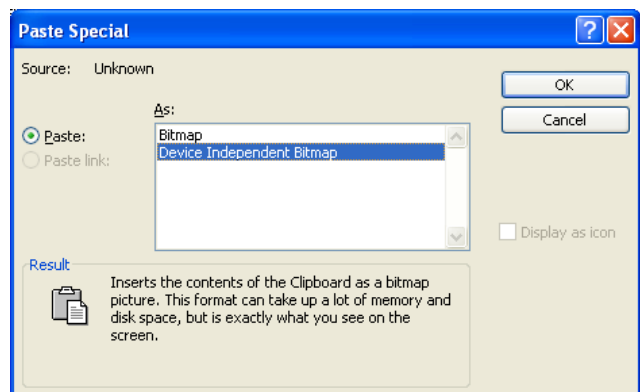 Paste Special
Source: Unknown
OK
As:
Cancel
Paste:
Bitmap
Device Independent Bitmap
Paste link:
Display as icon
Result
Inserts the contents of the Clipboard as a bitmap
picture. This format can take up a lot of memory and
disk space, but is exactly what you see on the
screen.